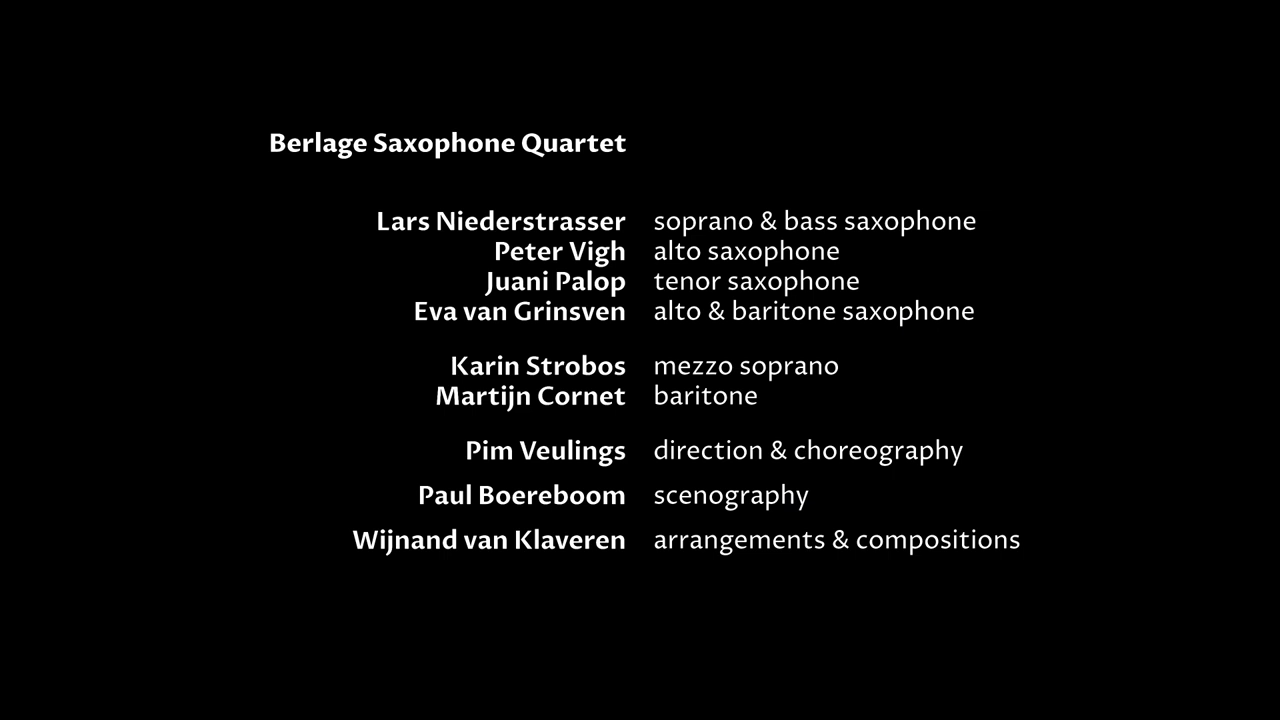 Berlage Saxophone Quartet
Lars Niederstrasser soprano & bass saxophone
Peter Vigh alto saxophone
Juani Palop tenor saxophone
Eva van Grinsven alto & baritone saxophone
Karin Strobos mezzo soprano
Martijn Cornet baritone
Pim Veulings direction & choreography
Paul Boereboom scenography
Wijnand van Klaveren arrangements & compositions